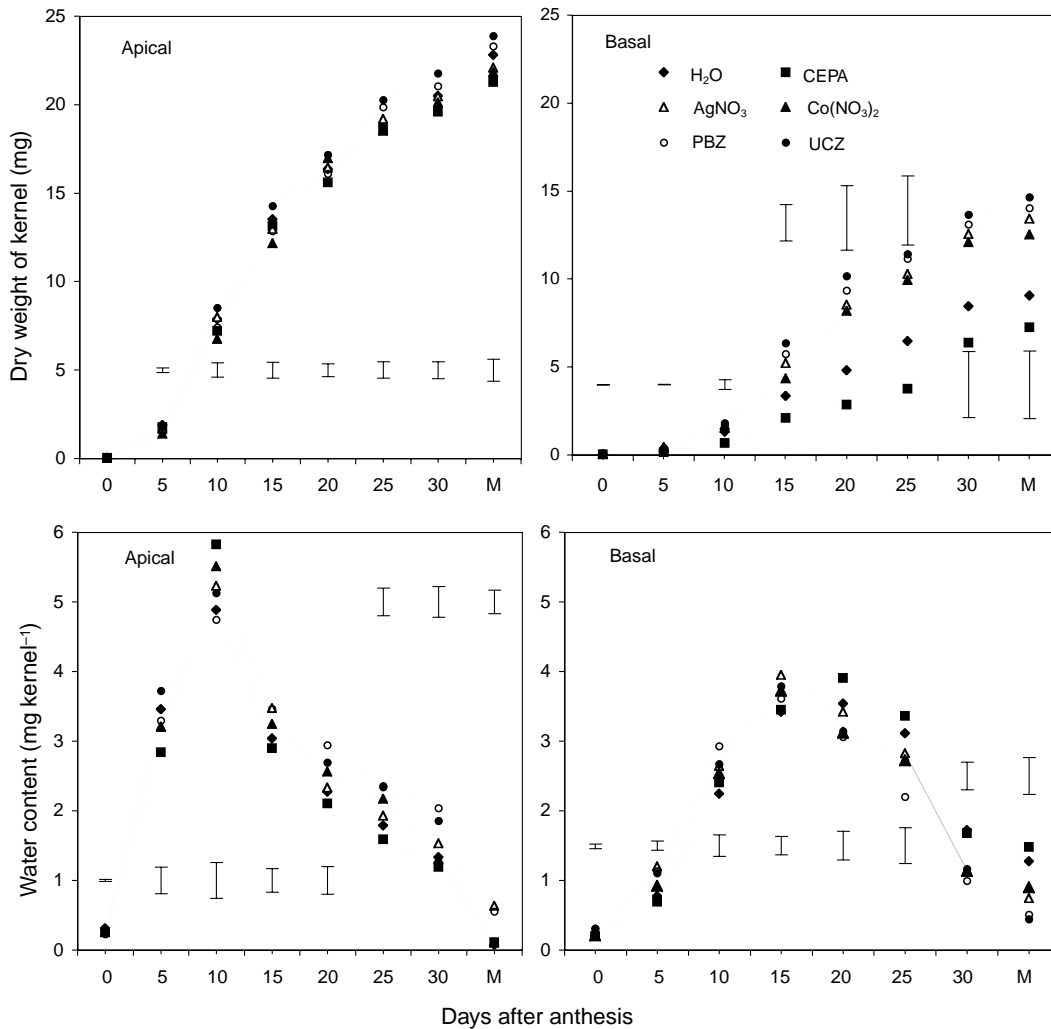 Apical
25
20
15
10
5
0
0 5 10 15 20 25 30 M
Dry weight of kernel (mg)
Basal
H₂O CEPA
AgNO₃ Co(NO₃)₂
PBZ UCZ
25
20
15
10
5
0
0 5 10 15 20 25 30 M
Apical
6
5
4
3
2
1
0
0 5 10 15 20 25 30 M
Water content (mg kernel⁻¹)
Basal
6
5
4
3
2
1
0
0 5 10 15 20 25 30 M
Days after anthesis